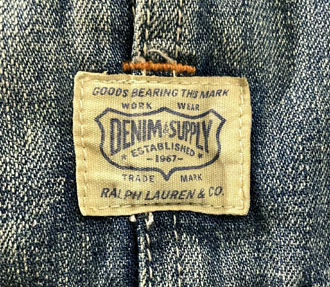 GOODS BEARING THIS MARK
WORK WEAR
DENIM & SUPPLY
ESTABLISHED
-1967-
TRADE MARK
RALPH LAUREN & CO.